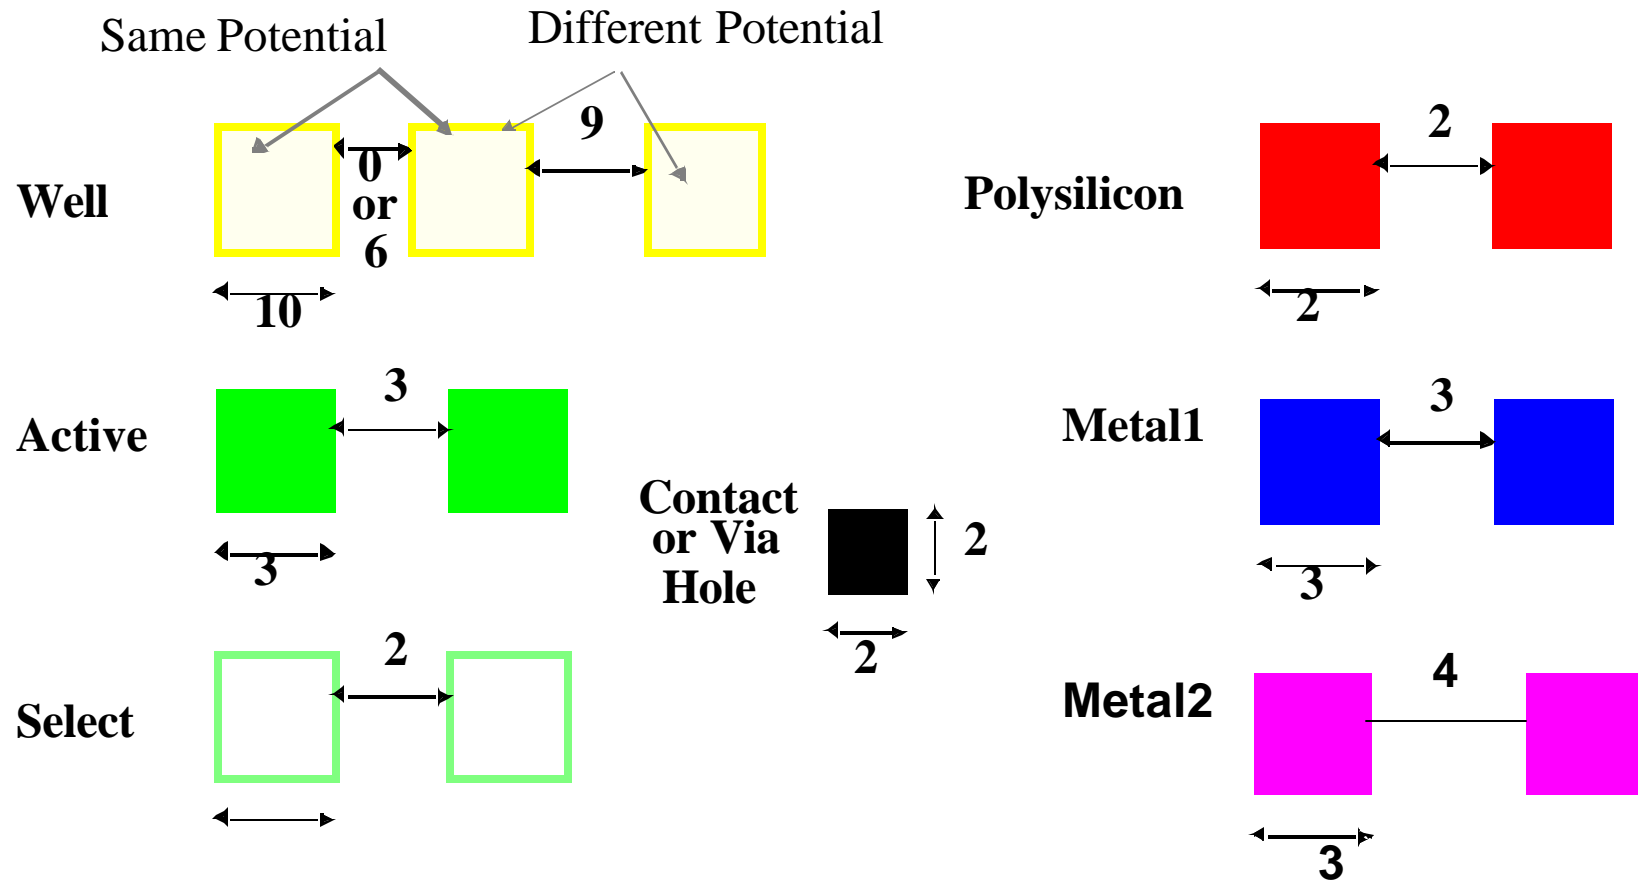 Same Potential
Different Potential
Well
0
or
6
9
10
Polysilicon
2
2
Active
3
3
Metal1
3
3
Contact
or Via
Hole
2
2
Select
2
Metal2
4
3